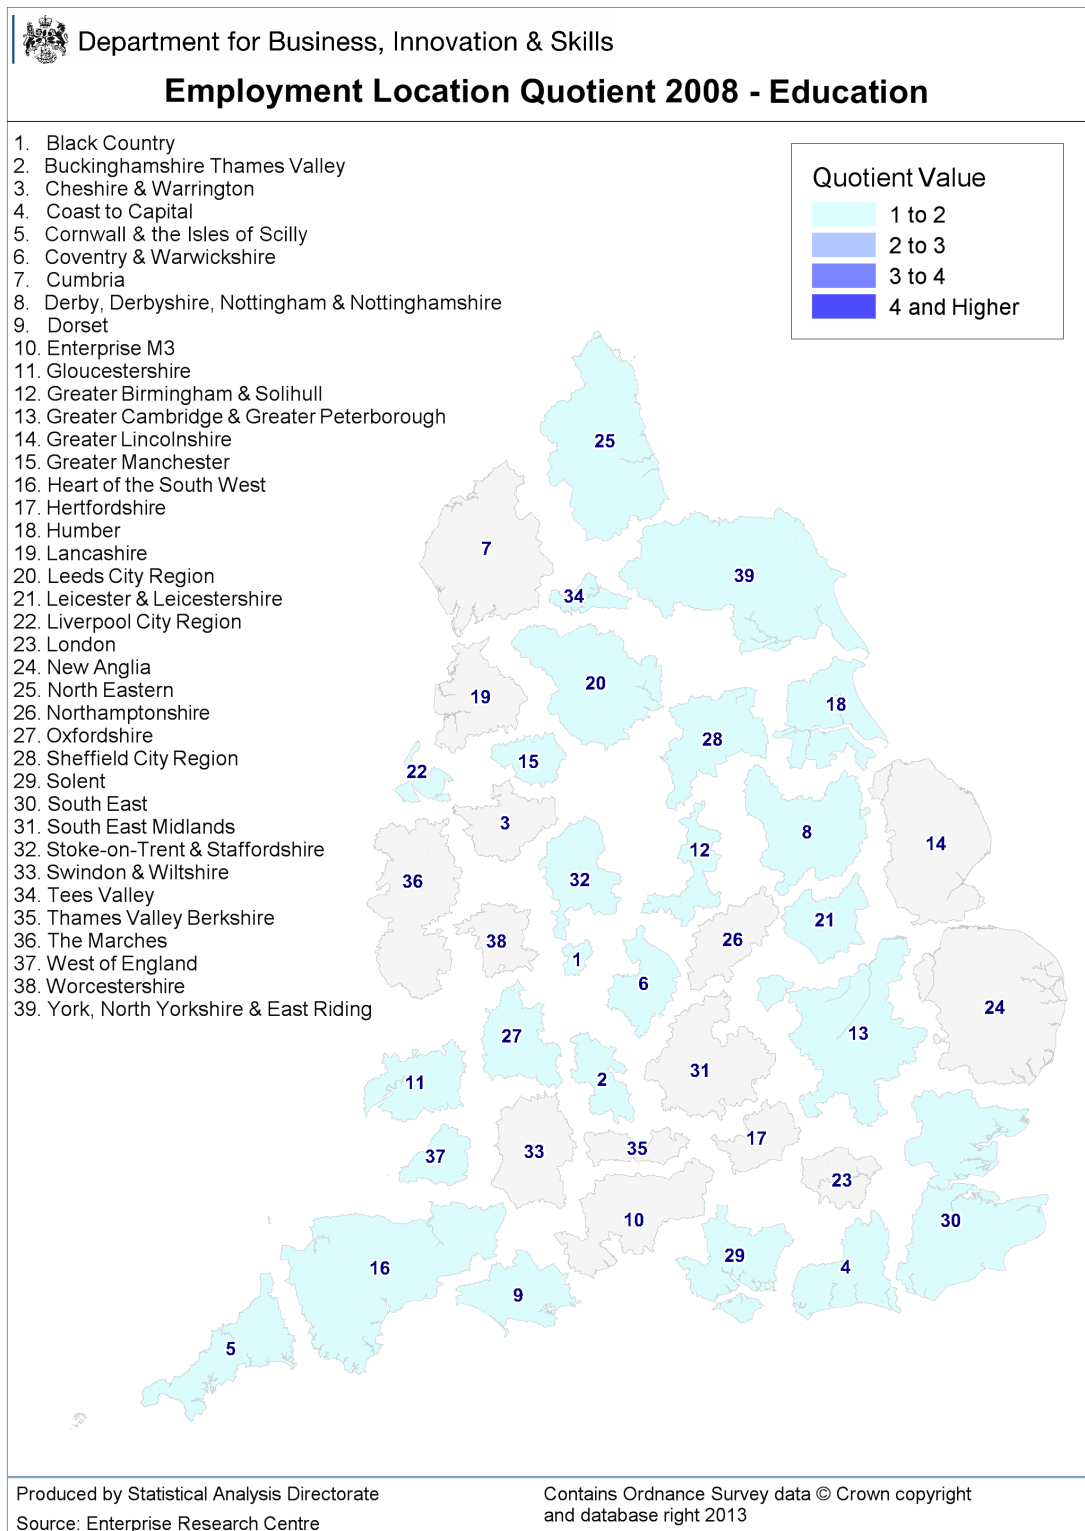 Department for Business, Innovation & Skills
Employment Location Quotient 2008 - Education
1. Black Country
2. Buckinghamshire Thames Valley
3. Cheshire & Warrington
4. Coast to Capital
5. Cornwall & the Isles of Scilly
6. Coventry & Warwickshire
7. Cumbria
8. Derby, Derbyshire, Nottingham & Nottinghamshire
9. Dorset
10. Enterprise M3
11. Gloucestershire
12. Greater Birmingham & Solihull
13. Greater Cambridge & Greater Peterborough
14. Greater Lincolnshire
15. Greater Manchester
16. Heart of the South West
17. Hertfordshire
18. Humber
19. Lancashire
20. Leeds City Region
21. Leicester & Leicestershire
22. Liverpool City Region
23. London
24. New Anglia
25. North Eastern
26. Northamptonshire
27. Oxfordshire
28. Sheffield City Region
29. Solent
30. South East
31. South East Midlands
32. Stoke-on-Trent & Staffordshire
33. Swindon & Wiltshire
34. Tees Valley
35. Thames Valley Berkshire
36. The Marches
37. West of England
38. Worcestershire
39. York, North Yorkshire & East Riding
Quotient Value
1 to 2
2 to 3
3 to 4
4 and Higher
25
7
39
34
20
19
18
28
15
22
3
8
12
14
36
32
21
38
26
1
6
24
13
27
31
2
11
17
33
35
37
23
10
30
29
4
16
9
5
Produced by Statistical Analysis Directorate
Source: Enterprise Research Centre
Contains Ordnance Survey data © Crown copyright
and database right 2013